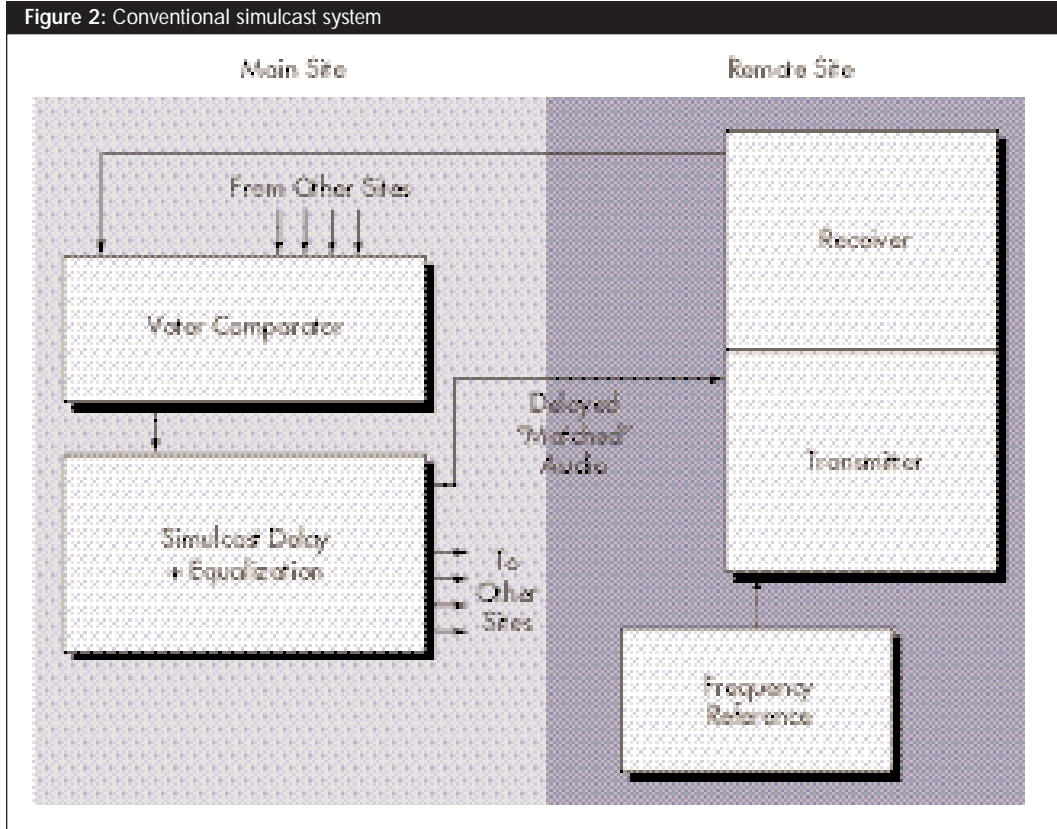 Figure 2: Conventional simulcast system
Main Site
Remote Site
From Other Sites
Receiver
Voter Comparator
Delayed
"Matched"
Audio
Transmitter
Simulcast Delay
+ Equalization
To
Other
Sites
Frequency
Reference